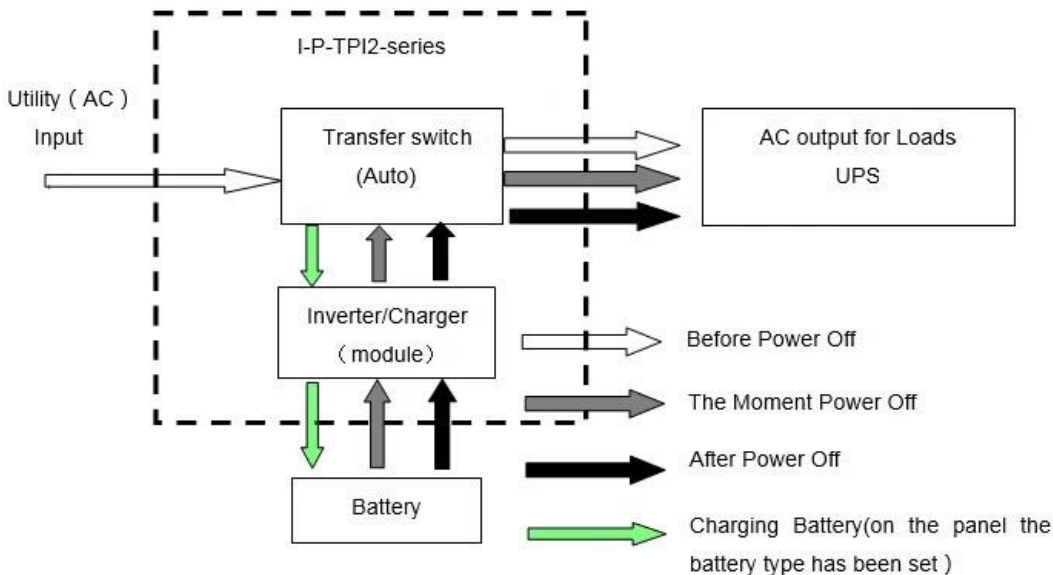 I-P-TPI2-series
Utility（AC）
Input
Transfer switch
(Auto)
AC output for Loads
UPS
Inverter/Charger
（module）
Before Power Off
The Moment Power Off
After Power Off
Battery
Charging Battery(on the panel the
battery type has been set )